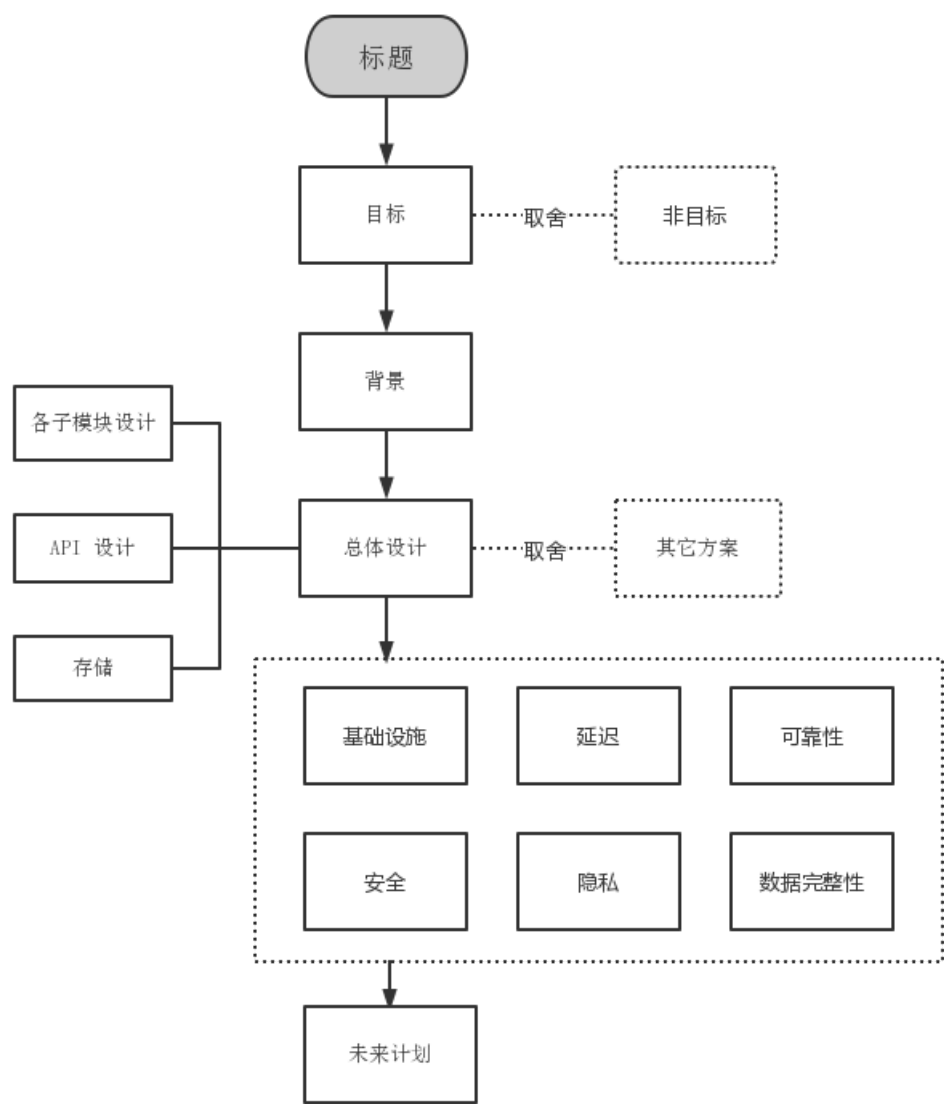 标题
目标
取舍
非目标
背景
各子模块设计
API 设计
总体设计
取舍
其它方案
存储
基础设施
延迟
可靠性
安全
隐私
数据完整性
未来计划